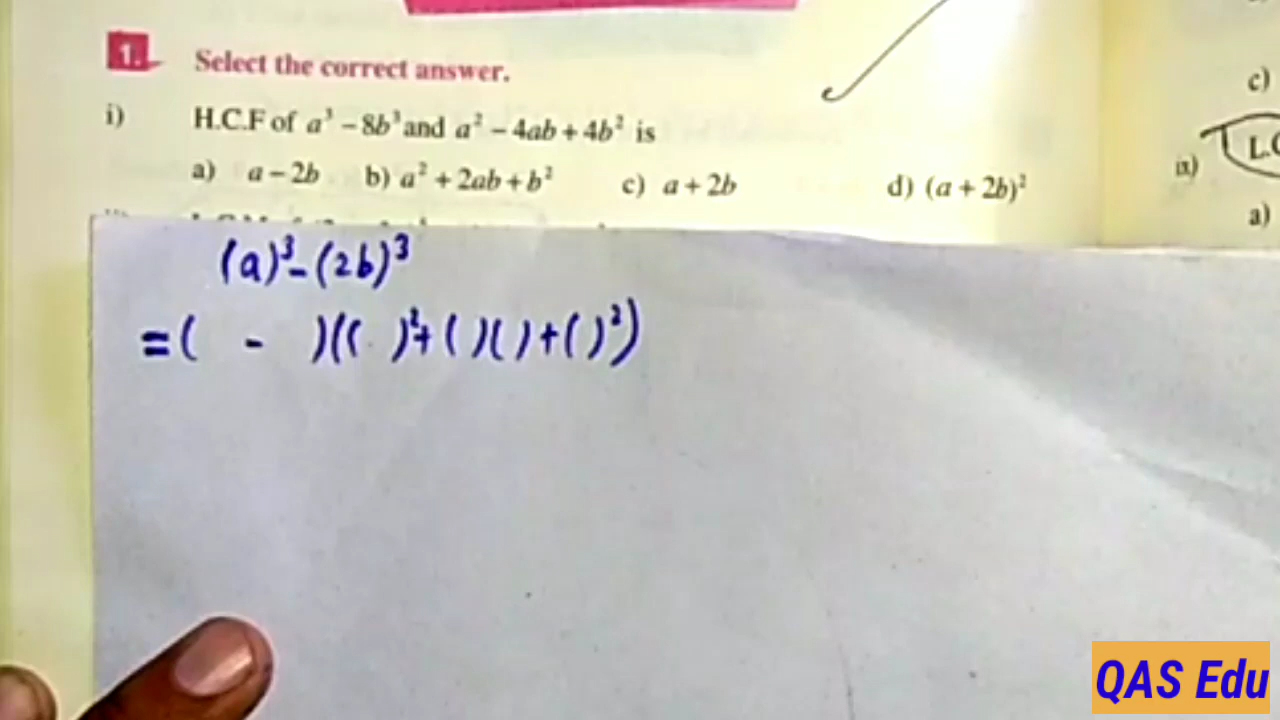 1. Select the correct answer.
i) H.C.F of a³ – 8b³ and a² – 4ab + 4b² is
a) a – 2b b) a² + 2ab + b² c) a + 2b d) (a + 2b)²
(a)³ - (2b)³
= ( - )(( )² + ( )( ) + ( )²)
c)
ix) L.C
a)
QAS Edu